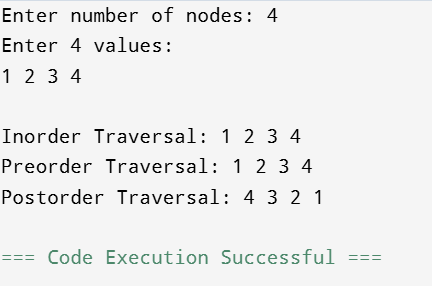 Enter number of nodes: 4
Enter 4 values:
1 2 3 4
Inorder Traversal: 1 2 3 4
Preorder Traversal: 1 2 3 4
Postorder Traversal: 4 3 2 1
=== Code Execution Successful ===